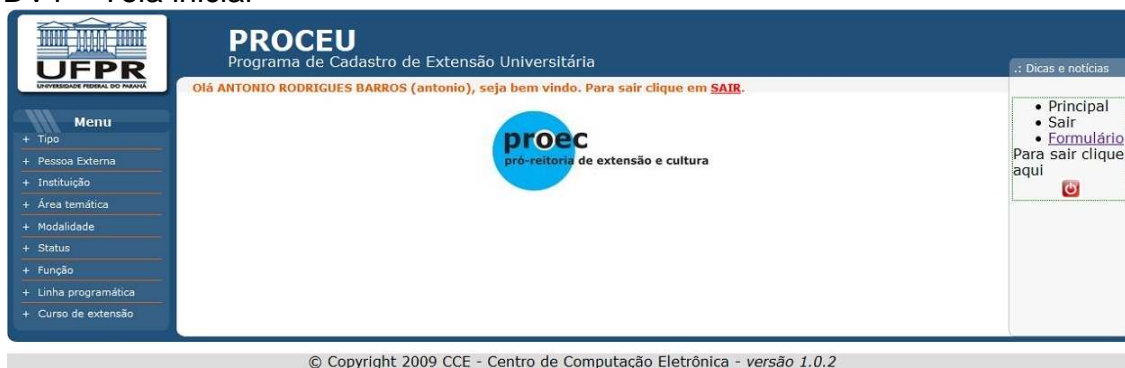 UFPR
UNIVERSIDADE FEDERAL DO PARANÁ
PROCEU
Programa de Cadastro de Extensão Universitária
Olá ANTONIO RODRIGUES BARROS (antonio), seja bem vindo. Para sair clique em SAIR.
Menu
+ Tipo
+ Pessoa Externa
+ Instituição
+ Área temática
+ Modalidade
+ Status
+ Função
+ Linha programática
+ Curso de extensão
proec
pró-reitoria de extensão e cultura
.: Dicas e notícias
• Principal
• Sair
• Formulário
Para sair clique
aqui
© Copyright 2009 CCE - Centro de Computação Eletrônica - versão 1.0.2